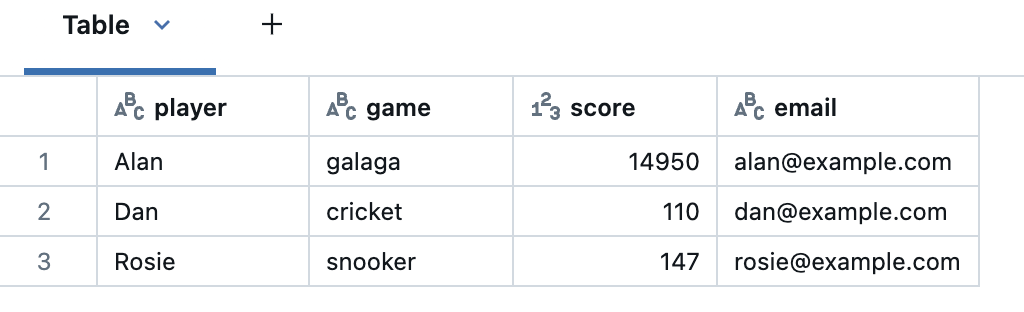 Table +
ABC player ABC game 123 score ABC email
1 Alan galaga 14950 alan@example.com
2 Dan cricket 110 dan@example.com
3 Rosie snooker 147 rosie@example.com